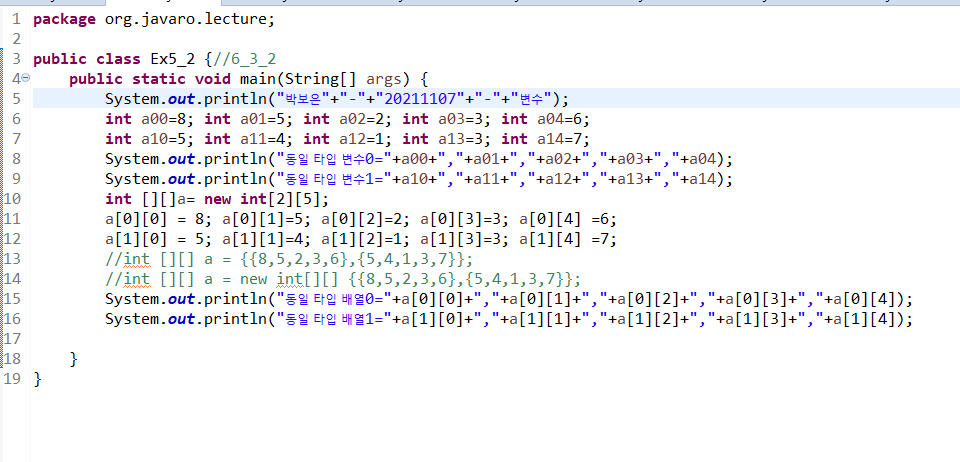 1 package org.javaro.lecture;
2
3 public class Ex5_2 {//6_3_2
4 public static void main(String[] args) {
5 System.out.println("박보은"+"-"+"20211107"+"-"+"변수");
6 int a00=8; int a01=5; int a02=2; int a03=3; int a04=6;
7 int a10=5; int a11=4; int a12=1; int a13=3; int a14=7;
8 System.out.println("동일 타입 변수0="+a00+","+a01+","+a02+","+a03+","+a04);
9 System.out.println("동일 타입 변수1="+a10+","+a11+","+a12+","+a13+","+a14);
10 int [][]a= new int[2][5];
11 a[0][0] = 8; a[0][1]=5; a[0][2]=2; a[0][3]=3; a[0][4] =6;
12 a[1][0] = 5; a[1][1]=4; a[1][2]=1; a[1][3]=3; a[1][4] =7;
13 //int [][] a = {{8,5,2,3,6},{5,4,1,3,7}};
14 //int [][] a = new int[][] {{8,5,2,3,6},{5,4,1,3,7}};
15 System.out.println("동일 타입 배열0="+a[0][0]+","+a[0][1]+","+a[0][2]+","+a[0][3]+","+a[0][4]);
16 System.out.println("동일 타입 배열1="+a[1][0]+","+a[1][1]+","+a[1][2]+","+a[1][3]+","+a[1][4]);
17
18 }
19 }